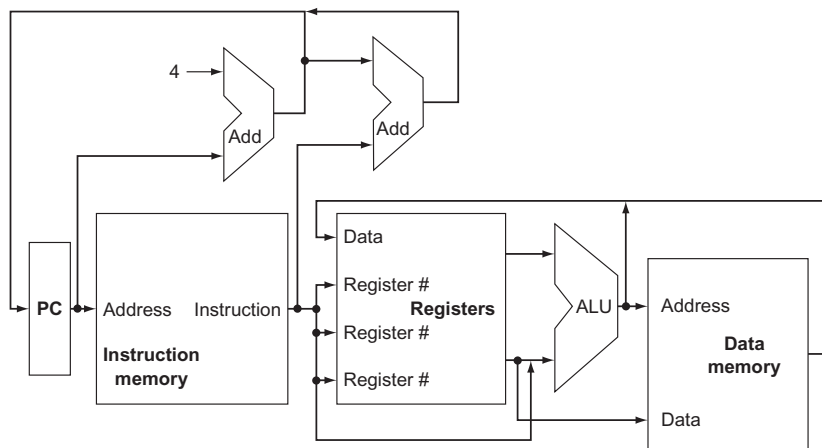 4
Add
Add
Data
PC
Address
Instruction
Instruction
memory
Register #
Registers
Register #
Register #
ALU
Address
Data
memory
Data